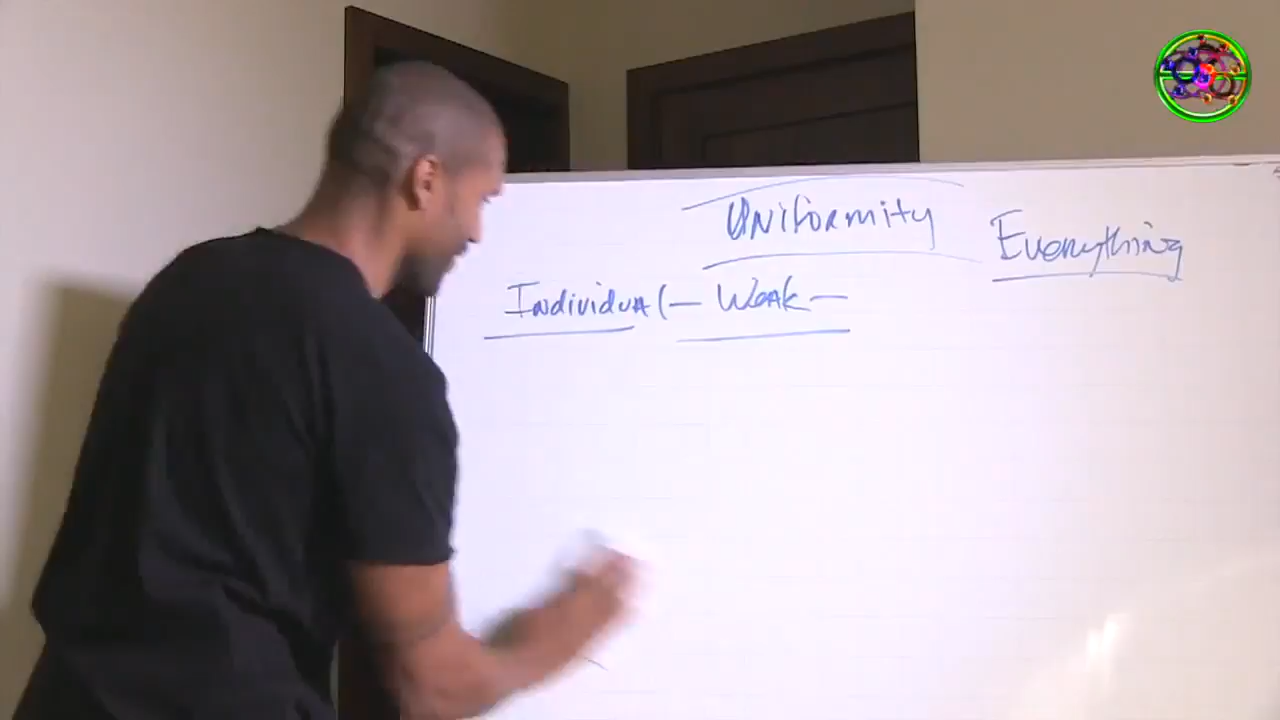 Uniformity
Everything
Individual — Weak —